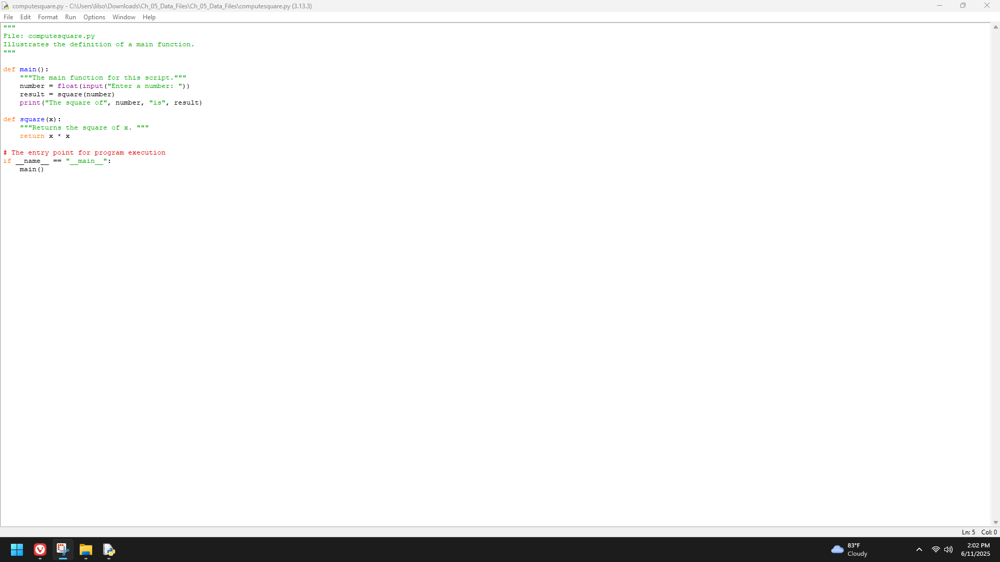 computesquare.py - C:\Users\lilso\Downloads\Ch_05_Data_Files\Ch_05_Data_Files\computesquare.py (3.13.3)
File Edit Format Run Options Window Help
"""
File: computesquare.py
Illustrates the definition of a main function.
"""
def main():
    """The main function for this script."""
    number = float(input("Enter a number: "))
    result = square(number)
    print("The square of", number, "is", result)
def square(x):
    """Returns the square of x. """
    return x * x
# The entry point for program execution
if __name__ == "__main__":
    main()
Ln: 5 Col: 0
83°F
Cloudy
2:02 PM
6/11/2025